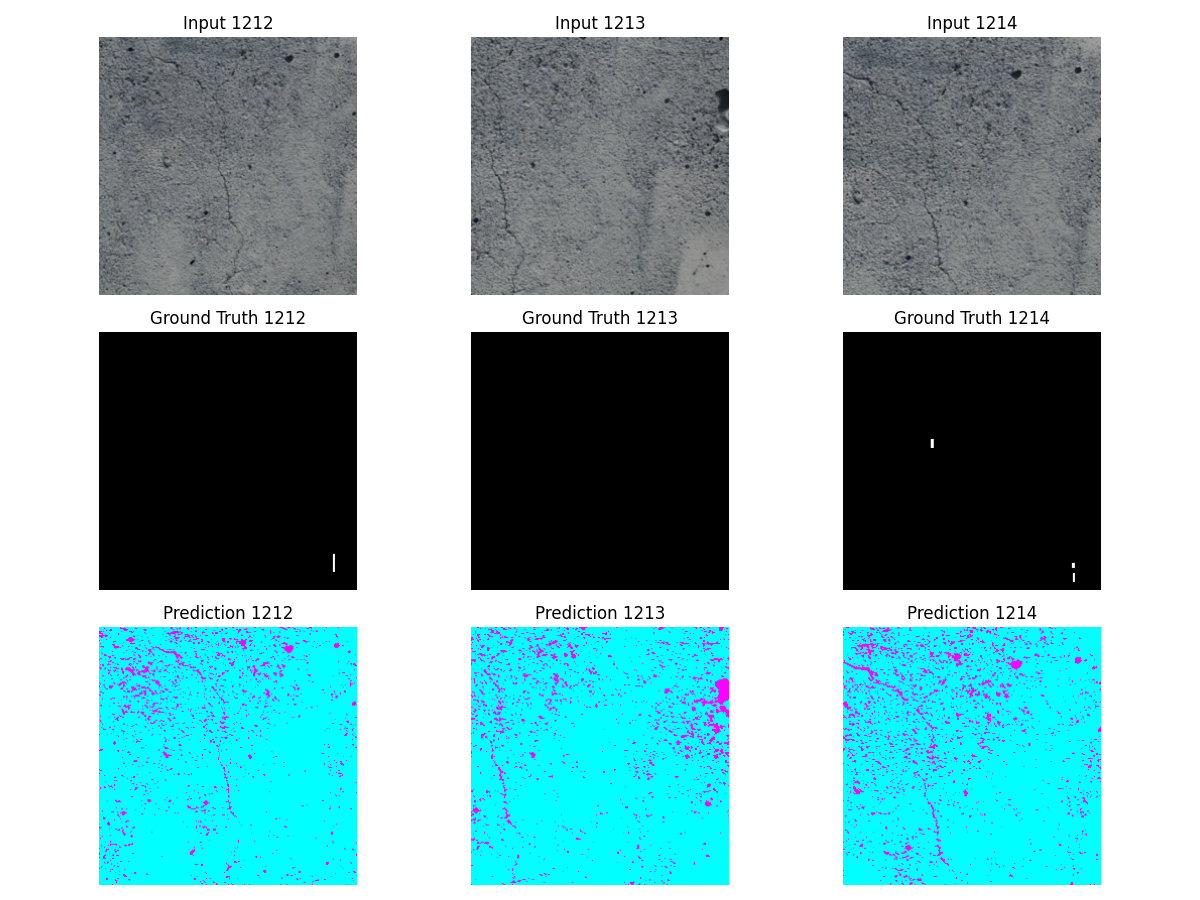 Input 1212
Input 1213
Input 1214
Ground Truth 1212
Ground Truth 1213
Ground Truth 1214
Prediction 1212
Prediction 1213
Prediction 1214